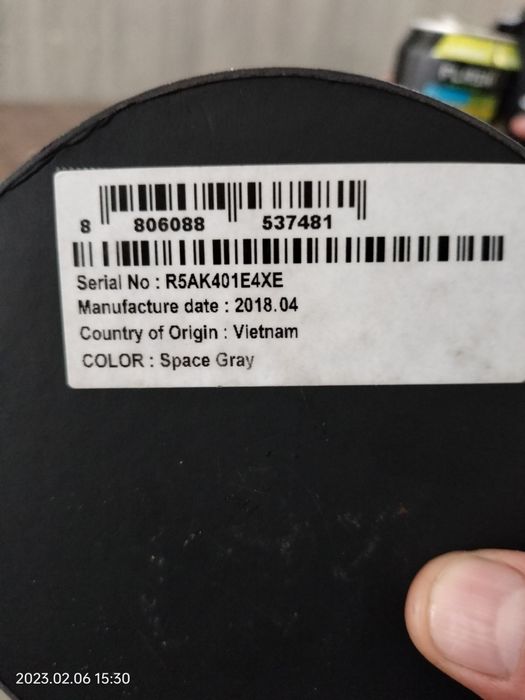 8 806088 537481
Serial No : R5AK401E4XE
Manufacture date : 2018.04
Country of Origin : Vietnam
COLOR : Space Gray
2023.02.06 15:30